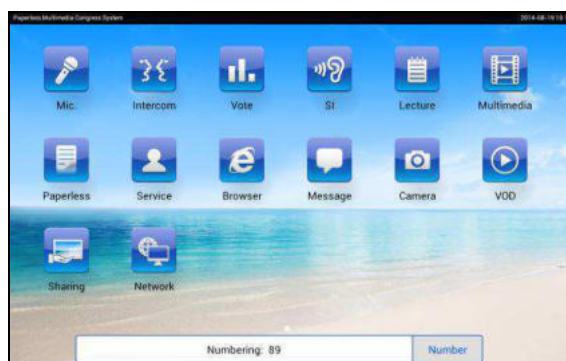 Paperless Multimedia Congress System
2014-08-19 10
Mic.
Intercom
Vote
SI
Lecture
Multimedia
Paperless
Service
Browser
Message
Camera
VOD
Sharing
Network
Numbering: 89
Number